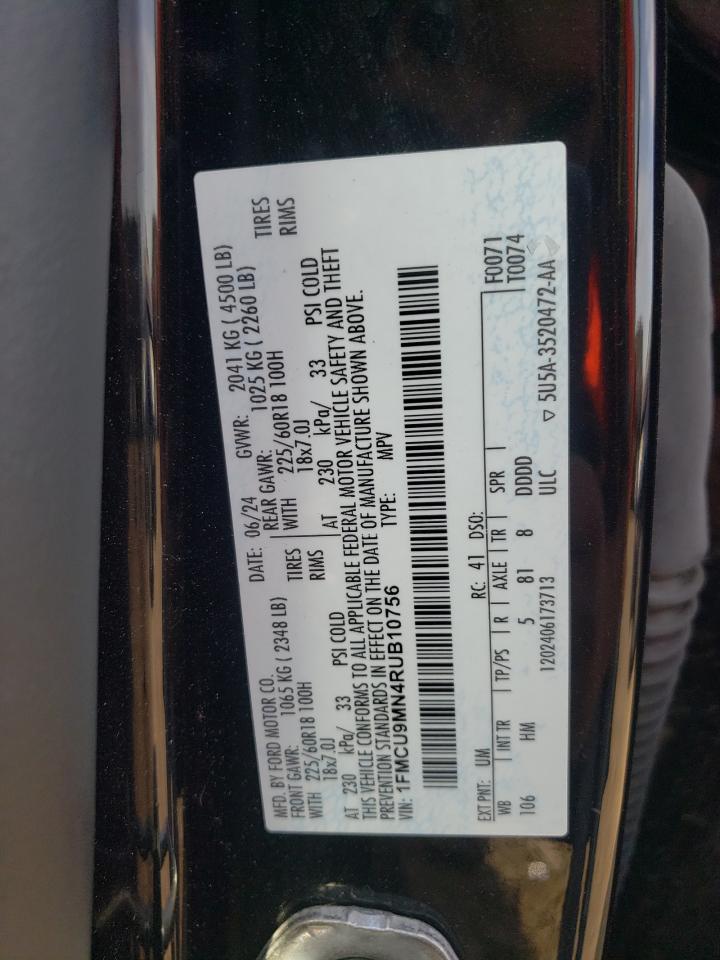 MFD. BY FORD MOTOR CO.
DATE: 06/24 GVWR: 2041 KG ( 4500 LB)
FRONT GAWR: 1065 KG ( 2348 LB) REAR GAWR: 1025 KG ( 2260 LB)
WITH 225/60R18 100H TIRES WITH 225/60R18 100H TIRES
18x7.0J RIMS 18x7.0J RIMS
AT 230 kPa/ 33 PSI COLD AT 230 kPa/ 33 PSI COLD
THIS VEHICLE CONFORMS TO ALL APPLICABLE FEDERAL MOTOR VEHICLE SAFETY AND THEFT
PREVENTION STANDARDS IN EFFECT ON THE DATE OF MANUFACTURE SHOWN ABOVE.
VIN: 1FMCU9MN4RUB10756 TYPE: MPV
EXT PNT: UM RC: 41 DSO: F0071
WB INT TR TP/PS R AXLE TR SPR T0074
106 HM 5 81 8 DDDD
1202406173713 ULC ▽ 5U5A-3520472-AA